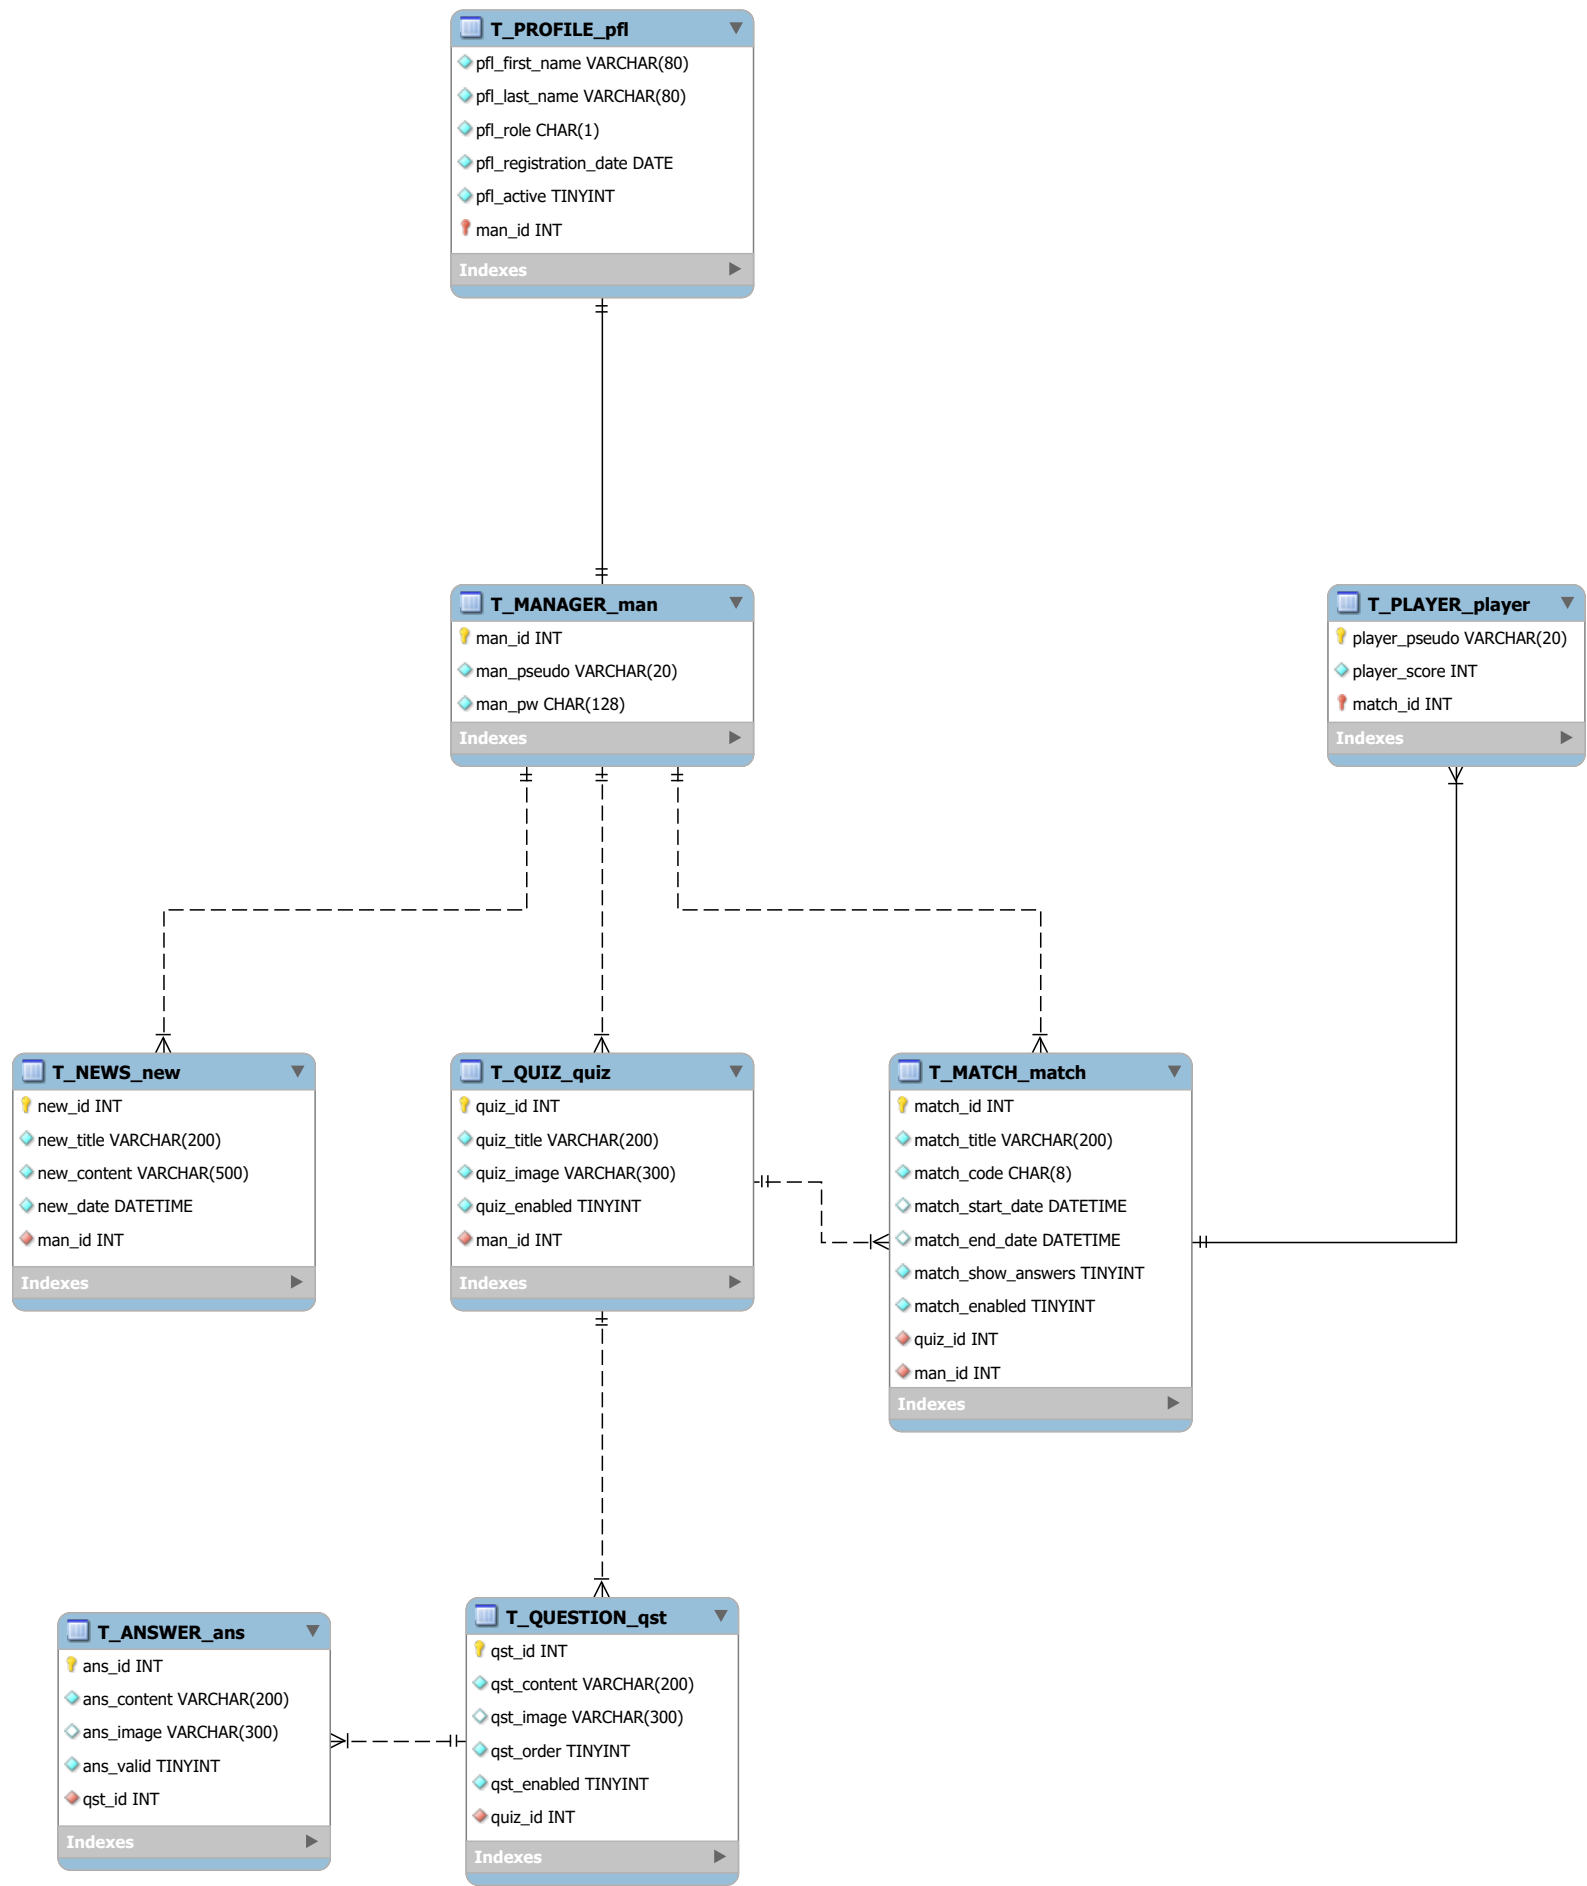 T_PROFILE_pfl
pfl_first_name VARCHAR(80)
pfl_last_name VARCHAR(80)
pfl_role CHAR(1)
pfl_registration_date DATE
pfl_active TINYINT
man_id INT
Indexes
T_MANAGER_man
man_id INT
man_pseudo VARCHAR(20)
man_pw CHAR(128)
Indexes
T_PLAYER_player
player_pseudo VARCHAR(20)
player_score INT
match_id INT
Indexes
T_NEWS_new
new_id INT
new_title VARCHAR(200)
new_content VARCHAR(500)
new_date DATETIME
man_id INT
Indexes
T_QUIZ_quiz
quiz_id INT
quiz_title VARCHAR(200)
quiz_image VARCHAR(300)
quiz_enabled TINYINT
man_id INT
Indexes
T_MATCH_match
match_id INT
match_title VARCHAR(200)
match_code CHAR(8)
match_start_date DATETIME
match_end_date DATETIME
match_show_answers TINYINT
match_enabled TINYINT
quiz_id INT
man_id INT
Indexes
T_ANSWER_ans
ans_id INT
ans_content VARCHAR(200)
ans_image VARCHAR(300)
ans_valid TINYINT
qst_id INT
Indexes
T_QUESTION_qst
qst_id INT
qst_content VARCHAR(200)
qst_image VARCHAR(300)
qst_order TINYINT
qst_enabled TINYINT
quiz_id INT
Indexes